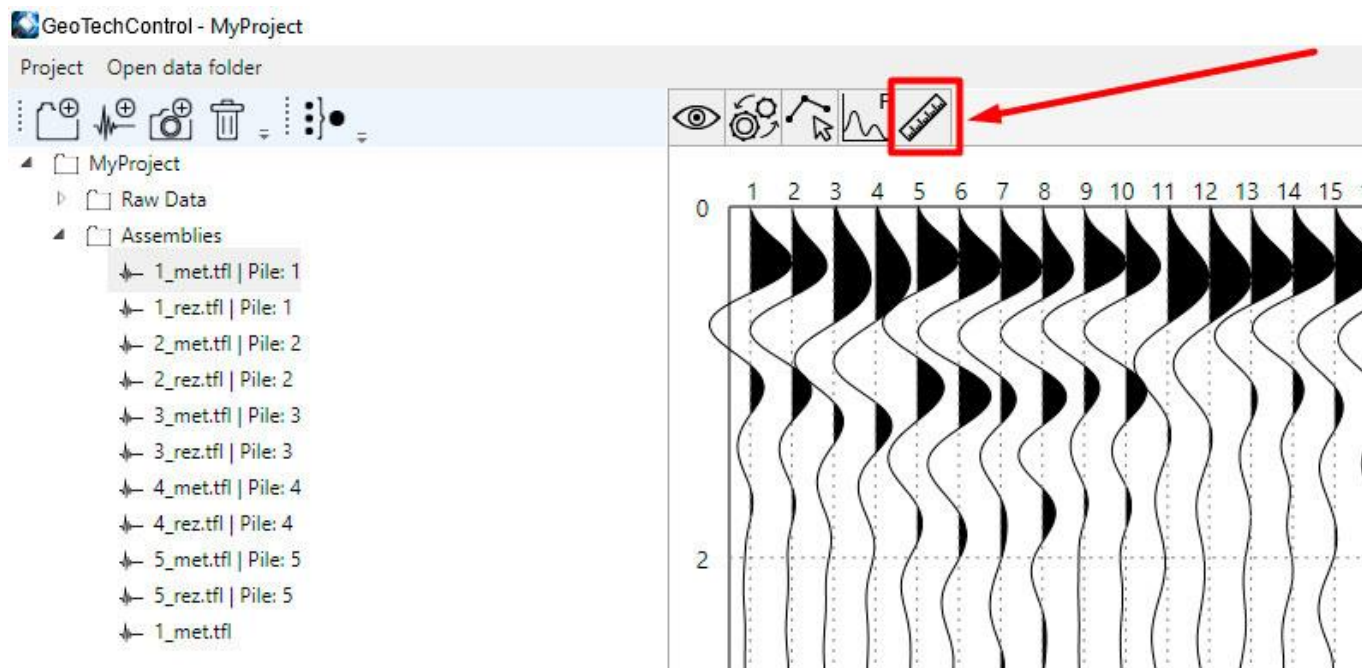 GeoTechControl - MyProject
Project Open data folder
F
MyProject
Raw Data
Assemblies
1_met.tfl | Pile: 1
1_rez.tfl | Pile: 1
2_met.tfl | Pile: 2
2_rez.tfl | Pile: 2
3_met.tfl | Pile: 3
3_rez.tfl | Pile: 3
4_met.tfl | Pile: 4
4_rez.tfl | Pile: 4
5_met.tfl | Pile: 5
5_rez.tfl | Pile: 5
1_met.tfl
1 2 3 4 5 6 7 8 9 10 11 12 13 14 15
0
2